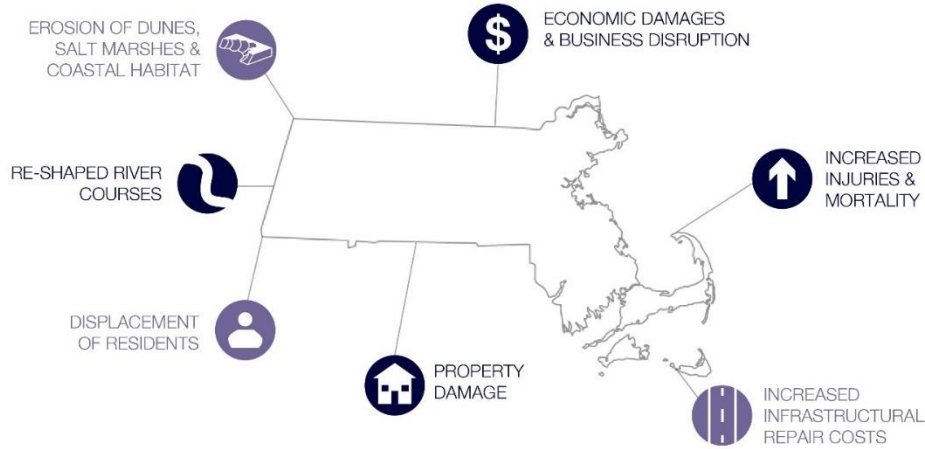 EROSION OF DUNES,
SALT MARSHES &
COASTAL HABITAT
$
ECONOMIC DAMAGES
& BUSINESS DISRUPTION
RE-SHAPED RIVER
COURSES
INCREASED
INJURIES &
MORTALITY
DISPLACEMENT
OF RESIDENTS
PROPERTY
DAMAGE
INCREASED
INFRASTRUCTURAL
REPAIR COSTS